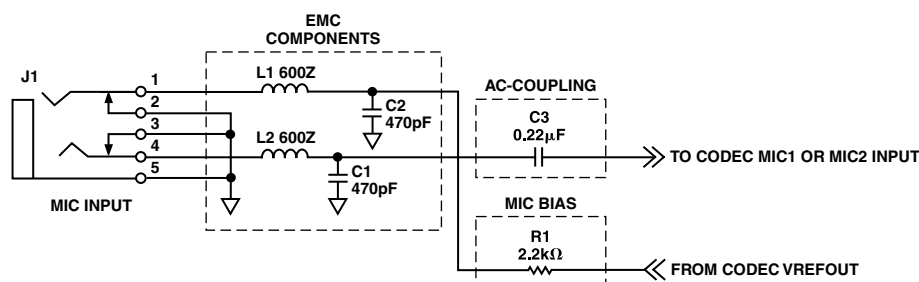 EMC
COMPONENTS
J1
1
L1 600Z
2
C2
470pF
3
L2 600Z
4
C1
470pF
5
MIC INPUT
AC-COUPLING
C3
0.22µF
TO CODEC MIC1 OR MIC2 INPUT
MIC BIAS
R1
2.2kΩ
FROM CODEC VREFOUT